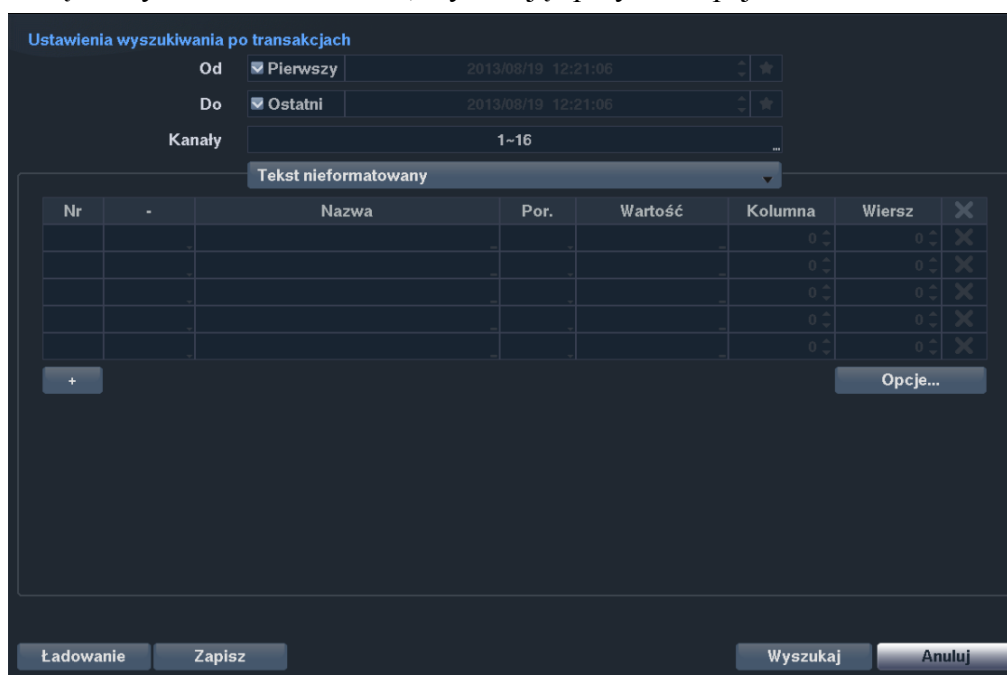 Ustawienia wyszukiwania po transakcjach
Od Pierwszy 2013/08/19 12:21:06
Do Ostatni 2013/08/19 12:21:06
Kanały 1~16 ...
Tekst nieformatowany
Nr - Nazwa Por. Wartość Kolumna Wiersz
0 0
0 0
0 0
0 0
0 0
+ Opcje...
Ładowanie Zapisz Wyszukaj Anuluj